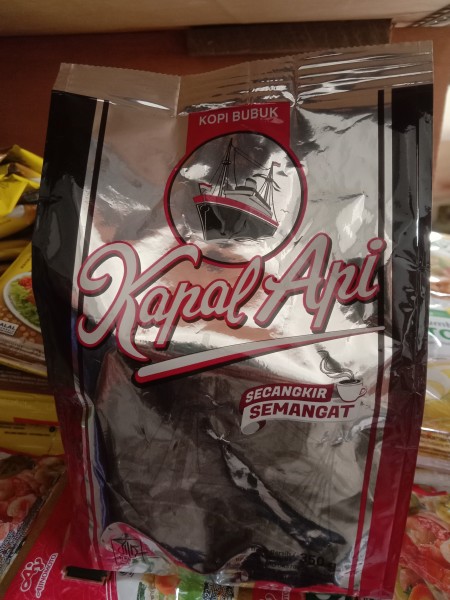 KOPI BUBUK
Kapal Api
SECANGKIR
SEMANGAT